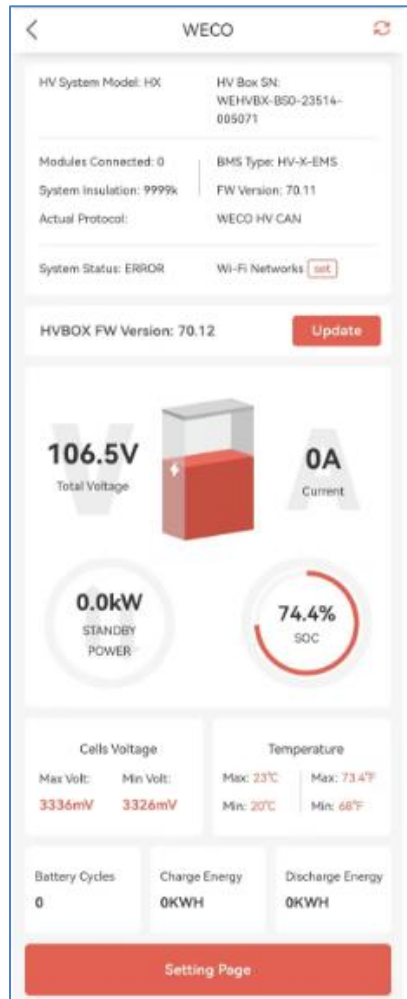 WECO
HV System Model: HX
HV Box SN:
WEHVBX-BS0-23514-
005071
Modules Connected: 0
BMS Type: HV-X-EMS
System Insulation: 9999k
FW Version: 70.11
Actual Protocol:
WECO HV CAN
System Status: ERROR
Wi-Fi Networks set
HVBOX FW Version: 70.12
Update
V
106.5V
Total Voltage
A
0A
Current
0.0kW
STANDBY
POWER
74.4%
SOC
Cells Voltage
Max Volt:
Min Volt:
3336mV
3326mV
Temperature
Max: 23℃
Max: 73.4℉
Min: 20℃
Min: 68℉
Battery Cycles
0
Charge Energy
0KWH
Discharge Energy
0KWH
Setting Page